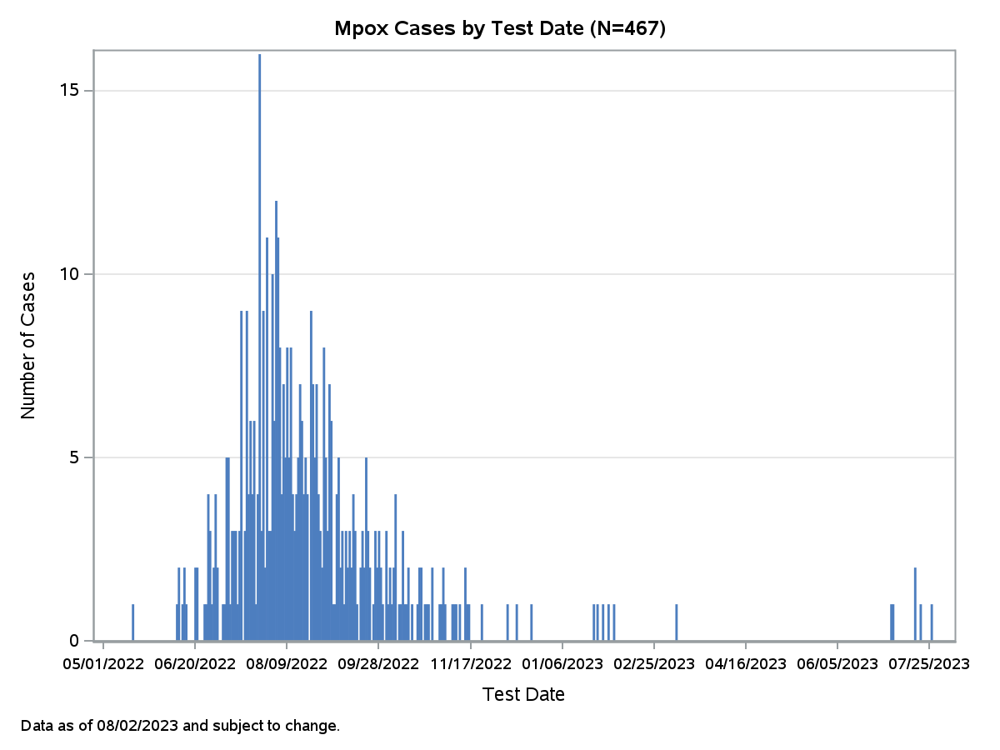 Mpox Cases by Test Date (N=467)
15
10
5
0
Number of Cases
05/01/2022 06/20/2022 08/09/2022 09/28/2022 11/17/2022 01/06/2023 02/25/2023 04/16/2023 06/05/2023 07/25/2023
Test Date
Data as of 08/02/2023 and subject to change.